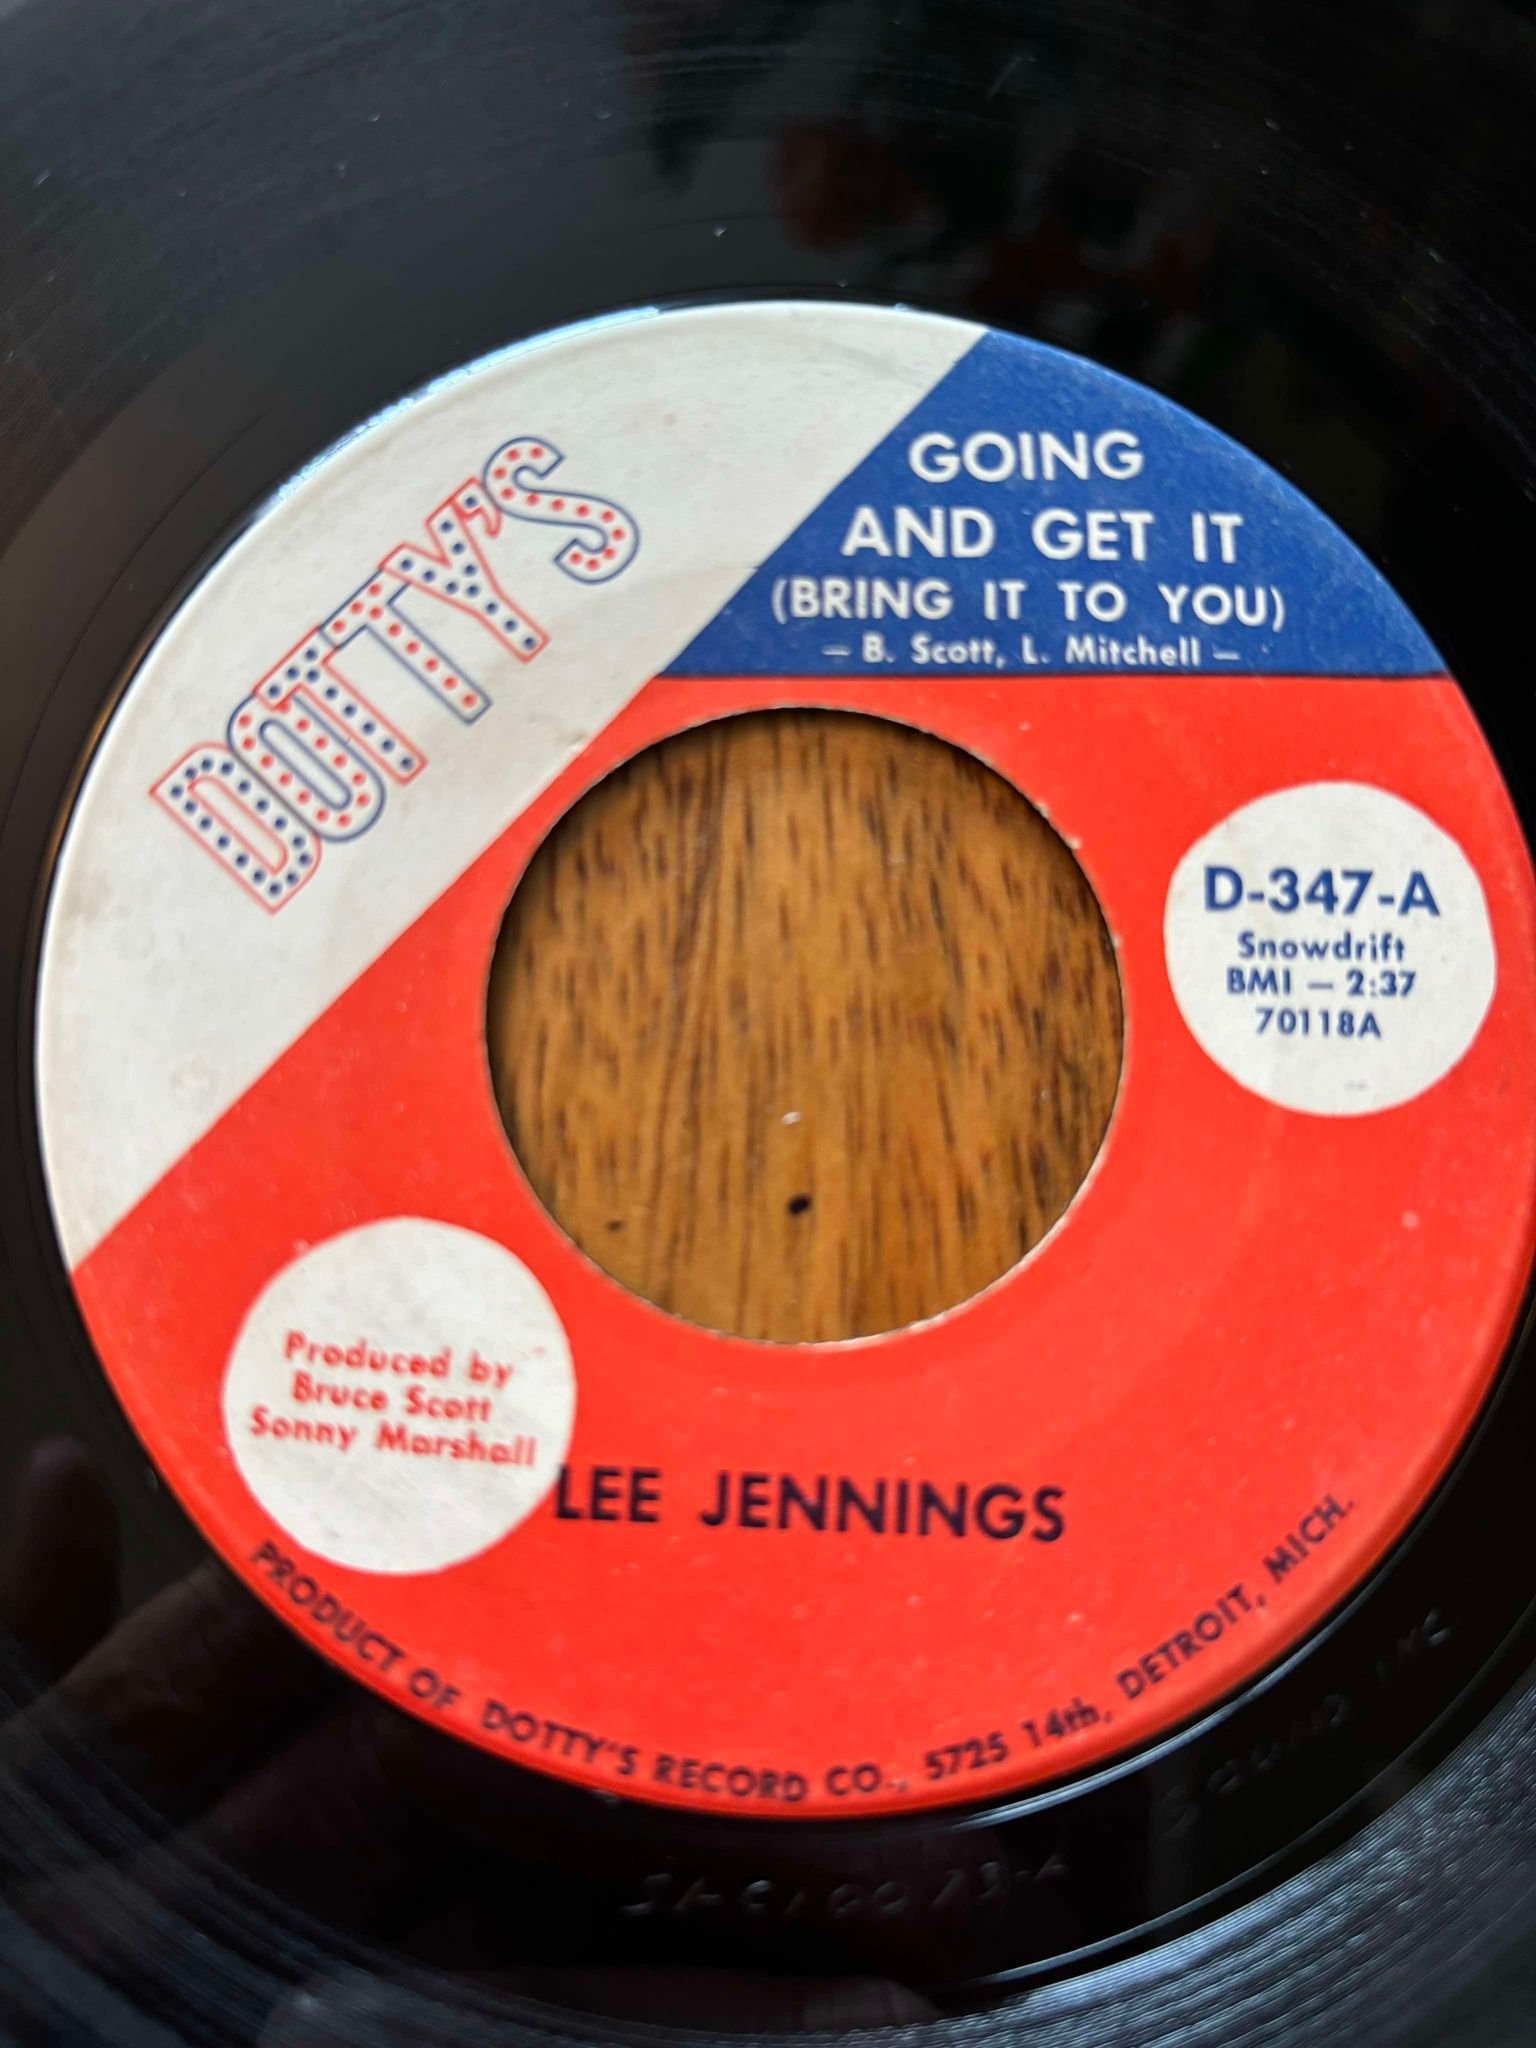 DOTTY'S
GOING
AND GET IT
(BRING IT TO YOU)
– B. Scott, L. Mitchell –
D-347-A
Snowdrift
BMI – 2:37
70118A
Produced by
Bruce Scott
Sonny Marshall
LEE JENNINGS
PRODUCT OF DOTTY'S RECORD CO., 5725 14th, DETROIT, MICH.